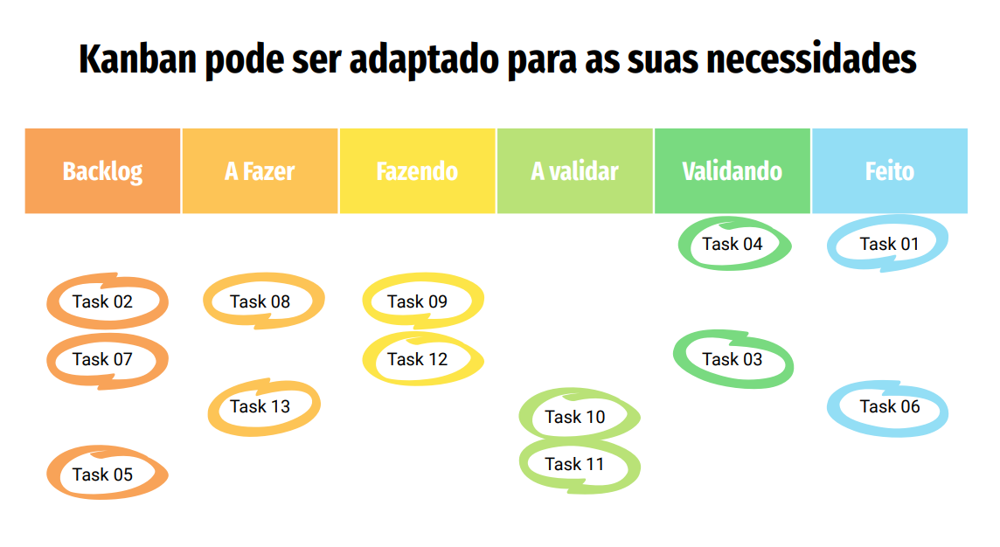 Kanban pode ser adaptado para as suas necessidades
Backlog A Fazer Fazendo A validar Validando Feito
Task 04 Task 01
Task 02 Task 08 Task 09
Task 07 Task 12 Task 03
Task 13 Task 06
Task 10
Task 11
Task 05